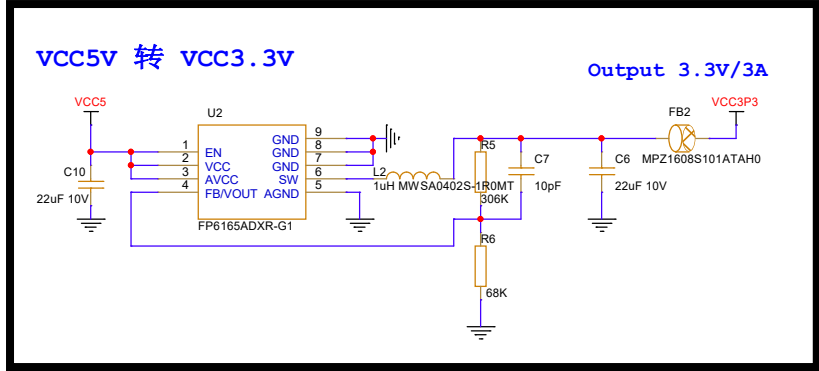 VCC5V 转 VCC3.3V
Output 3.3V/3A
VCC5
VCC3P3
U2
FB2
MPZ1608S101ATAH0
1 EN
2 VCC
3 AVCC
4 FB/VOUT
GND 9
GND 8
GND 7
SW 6
AGND 5
FP6165ADXR-G1
C10
22uF 10V
L2
1uH MWSA0402S-1R0MT
R5
306K
C7
10pF
C6
22uF 10V
R6
68K